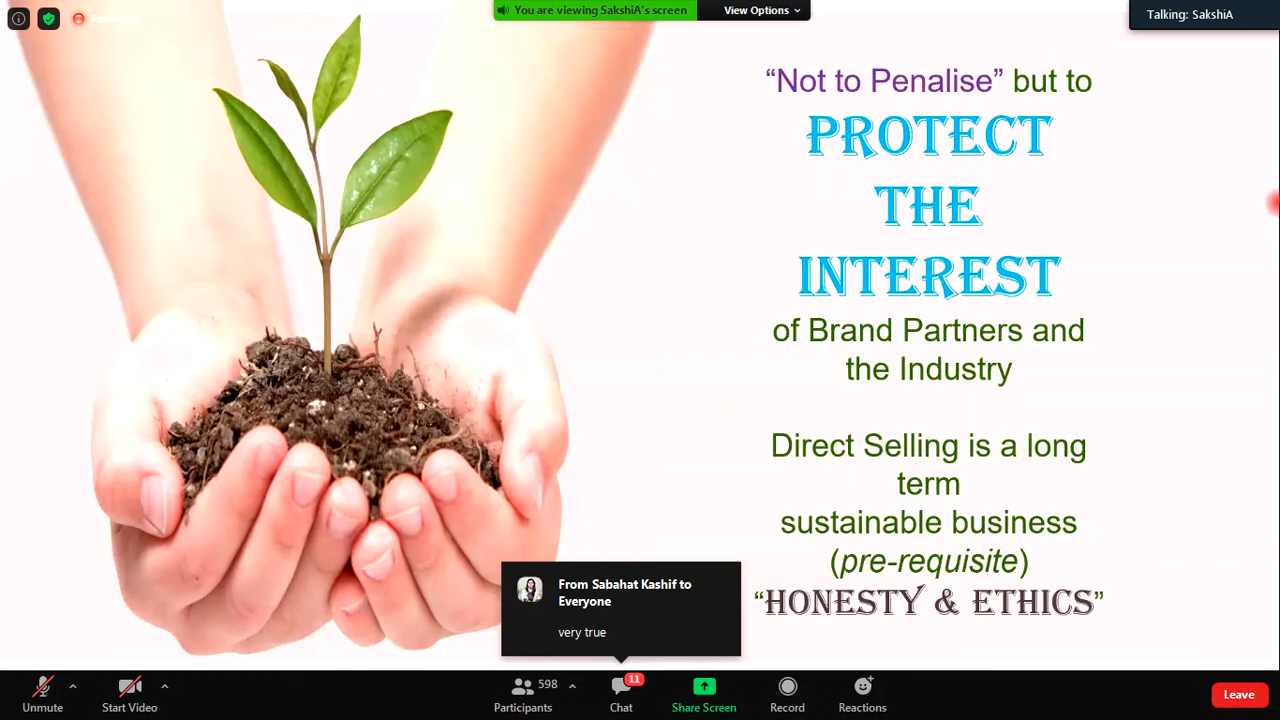 You are viewing SakshiA's screen
View Options
Talking: SakshiA
“Not to Penalise” but to
PROTECT
THE
INTEREST
of Brand Partners and
the Industry
Direct Selling is a long
term
sustainable business
(pre-requisite)
“HONESTY & ETHICS”
From Sabahat Kashif to
Everyone
very true
Unmute
Start Video
598
Participants
11
Chat
Share Screen
Record
Reactions
Leave